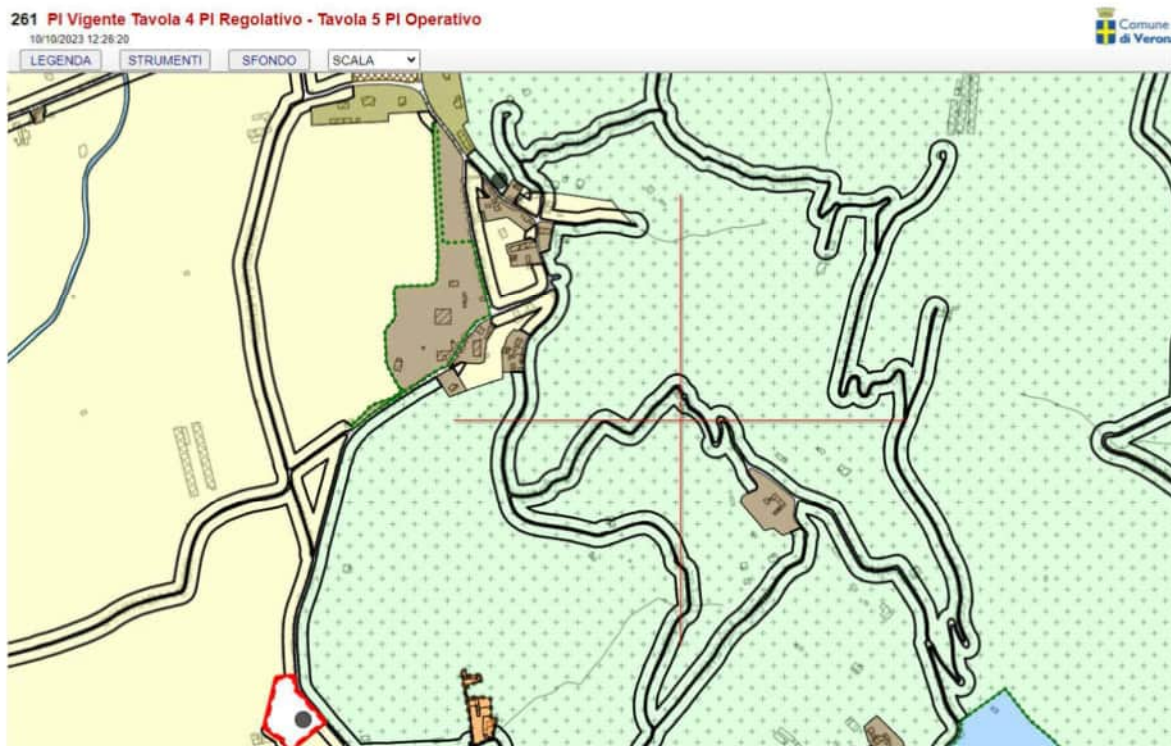 261 PI Vigente Tavola 4 PI Regolativo - Tavola 5 PI Operativo
10/10/2023 12:26:20
Comune
di Verona
LEGENDA STRUMENTI SFONDO SCALA